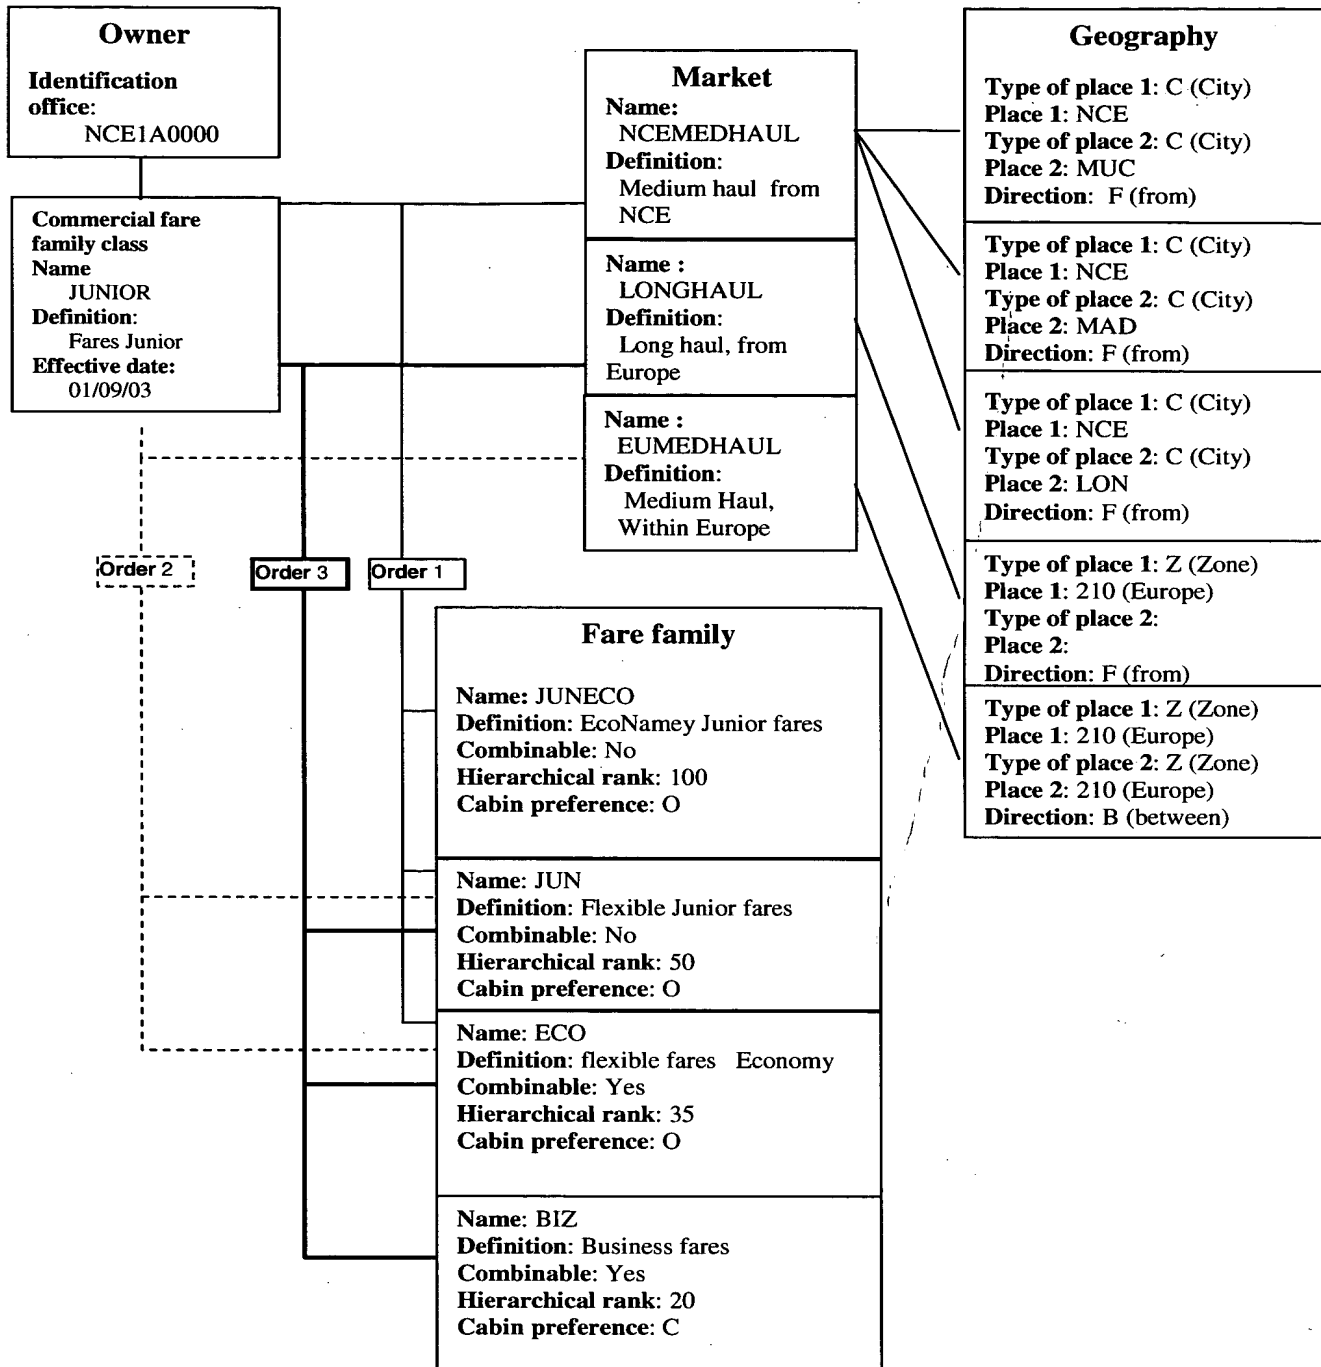 Owner
Identification
office:
NCE1A0000
Commercial fare
family class
Name
JUNIOR
Definition:
Fares Junior
Effective date:
01/09/03
Market
Name:
NCEMEDHAUL
Definition:
Medium haul from
NCE
Name :
LONGHAUL
Definition:
Long haul, from
Europe
Name :
EUMEDHAUL
Definition:
Medium Haul,
Within Europe
Geography
Type of place 1: C (City)
Place 1: NCE
Type of place 2: C (City)
Place 2: MUC
Direction: F (from)
Type of place 1: C (City)
Place 1: NCE
Type of place 2: C (City)
Place 2: MAD
Direction: F (from)
Type of place 1: C (City)
Place 1: NCE
Type of place 2: C (City)
Place 2: LON
Direction: F (from)
Type of place 1: Z (Zone)
Place 1: 210 (Europe)
Type of place 2:
Place 2:
Direction: F (from)
Type of place 1: Z (Zone)
Place 1: 210 (Europe)
Type of place 2: Z (Zone)
Place 2: 210 (Europe)
Direction: B (between)
Order 2
Order 3
Order 1
Fare family
Name: JUNECO
Definition: EcoNamey Junior fares
Combinable: No
Hierarchical rank: 100
Cabin preference: O
Name: JUN
Definition: Flexible Junior fares
Combinable: No
Hierarchical rank: 50
Cabin preference: O
Name: ECO
Definition: flexible fares Economy
Combinable: Yes
Hierarchical rank: 35
Cabin preference: O
Name: BIZ
Definition: Business fares
Combinable: Yes
Hierarchical rank: 20
Cabin preference: C